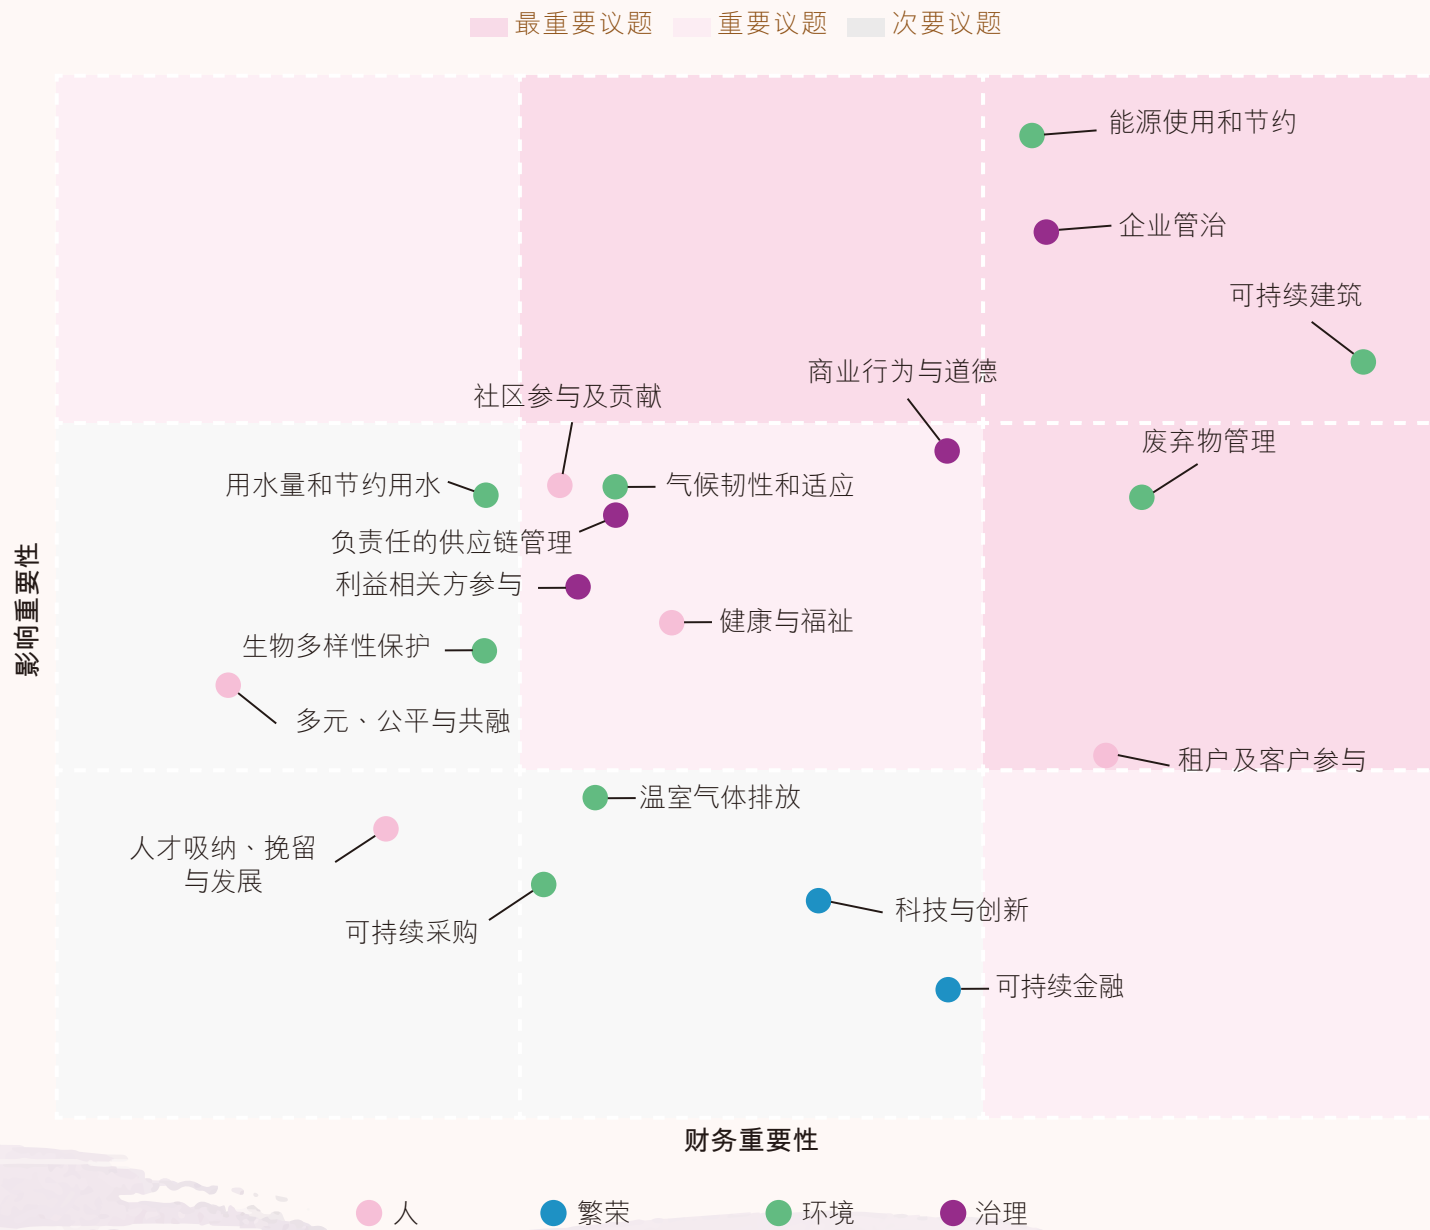 最重要议题
重要议题
次要议题
能源使用和节约
企业管治
可持续建筑
商业行为与道德
社区参与及贡献
废弃物管理
用水量和节约用水
气候韧性和适应
负责任的供应链管理
利益相关方参与
健康与福祉
生物多样性保护
多元、公平与共融
租户及客户参与
温室气体排放
人才吸纳、挽留
与发展
可持续采购
科技与创新
可持续金融
影响重要性
财务重要性
人
繁荣
环境
治理